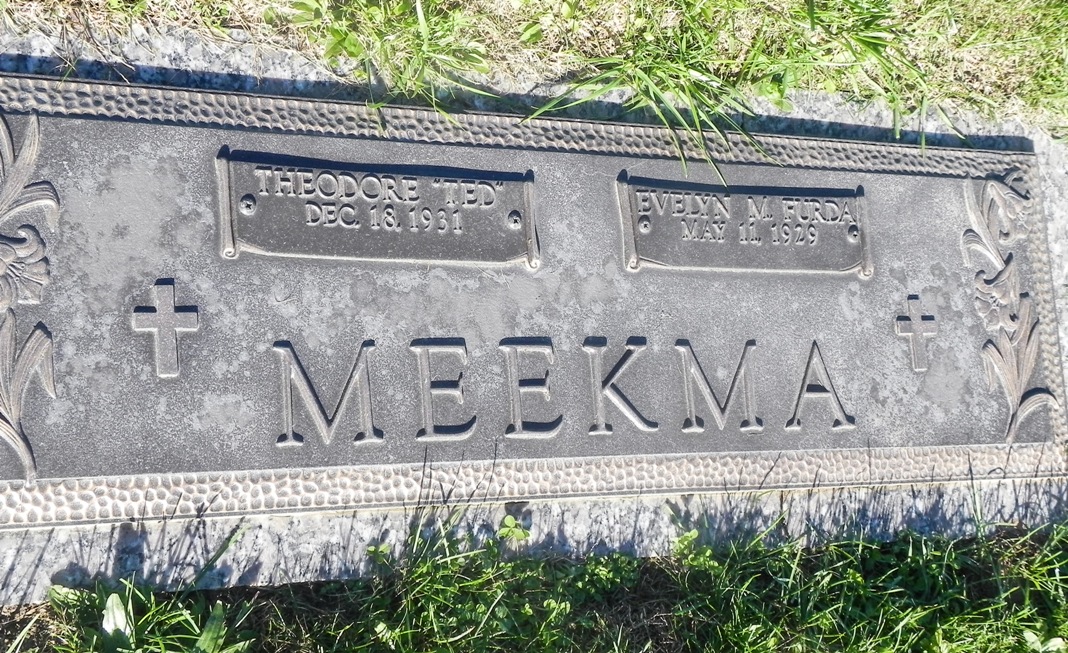 THEODORE "TED"
DEC. 18, 1931
EVELYN M. FURDA
MAY 11, 1929
MEEKMA